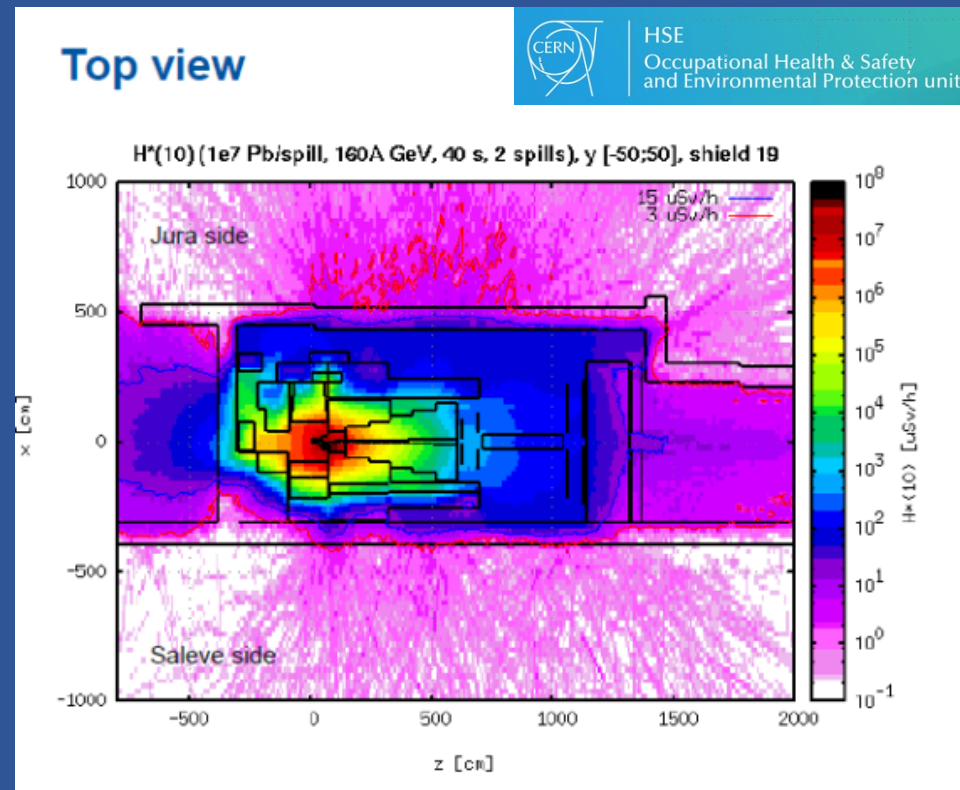 Top view
CERN
HSE
Occupational Health & Safety
and Environmental Protection unit
H*(10) (1e7 Pb/spill, 160A GeV, 40 s, 2 spills), y [-50:50], shield 19
15 uSv/h
3 uSv/h
Jura side
Saleve side
1000
500
0
−500
−1000
x [cm]
−500
0
500
1000
1500
2000
z [cm]
10^8
10^7
10^6
10^5
10^4
10^3
10^2
10^1
10^0
10^-1
H*(10) [uSv/h]